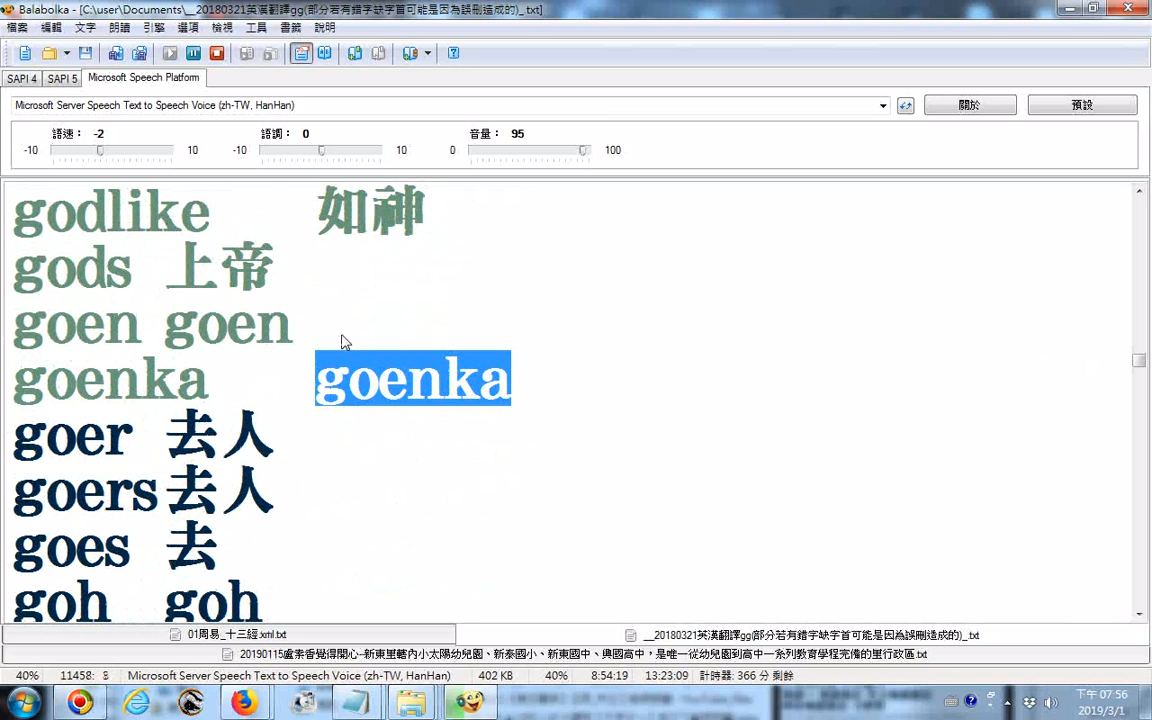 Balabolka - [C:\user\Documents\__20180321英漢翻譯gg(部分若有錯字缺字首可能是因為誤刪造成的)_.txt]
檔案 編輯 文字 朗讀 引擎 選項 檢視 工具 書籤 說明
SAPI 4 SAPI 5 Microsoft Speech Platform
Microsoft Server Speech Text to Speech Voice (zh-TW, HanHan) 關於 預設
語速： -2 語調： 0 音量： 95
-10 10 -10 10 0 100
godlike 如神
gods 上帝
goen goen
goenka goenka
goer 去人
goers 去人
goes 去
goh goh
01周易_十三經.xml.txt __20180321英漢翻譯gg(部分若有錯字缺字首可能是因為誤刪造成的)_.txt
20190115盧素香覺得開心-新東里轄內小太陽幼兒園、新泰國小、新東國中、興國高中，是唯一從幼兒園到高中一系列教育學程完備的里行政區.txt
40% 11458: 8 Microsoft Server Speech Text to Speech Voice (zh-TW, HanHan) 402 KB 40% 8:54:19 13:23:09 計時器: 366 分 剩餘
下午 07:56
2019/3/1